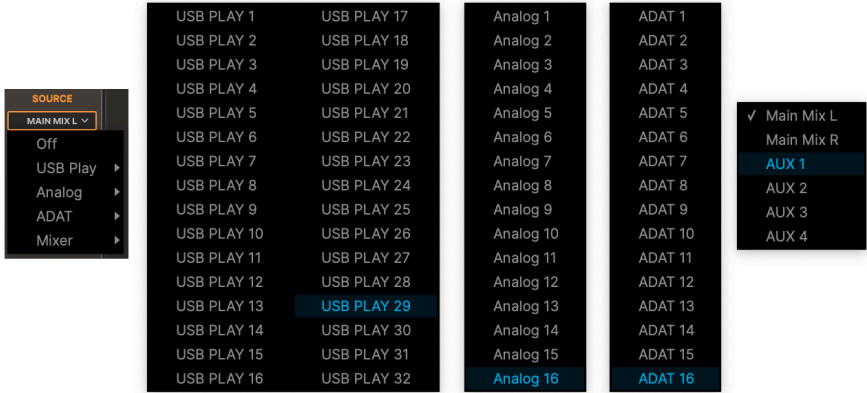 SOURCE
MAIN MIX L
Off
USB Play
Analog
ADAT
Mixer
USB PLAY 1
USB PLAY 2
USB PLAY 3
USB PLAY 4
USB PLAY 5
USB PLAY 6
USB PLAY 7
USB PLAY 8
USB PLAY 9
USB PLAY 10
USB PLAY 11
USB PLAY 12
USB PLAY 13
USB PLAY 14
USB PLAY 15
USB PLAY 16
USB PLAY 17
USB PLAY 18
USB PLAY 19
USB PLAY 20
USB PLAY 21
USB PLAY 22
USB PLAY 23
USB PLAY 24
USB PLAY 25
USB PLAY 26
USB PLAY 27
USB PLAY 28
USB PLAY 29
USB PLAY 30
USB PLAY 31
USB PLAY 32
Analog 1
Analog 2
Analog 3
Analog 4
Analog 5
Analog 6
Analog 7
Analog 8
Analog 9
Analog 10
Analog 11
Analog 12
Analog 13
Analog 14
Analog 15
Analog 16
ADAT 1
ADAT 2
ADAT 3
ADAT 4
ADAT 5
ADAT 6
ADAT 7
ADAT 8
ADAT 9
ADAT 10
ADAT 11
ADAT 12
ADAT 13
ADAT 14
ADAT 15
ADAT 16
✓ Main Mix L
Main Mix R
AUX 1
AUX 2
AUX 3
AUX 4